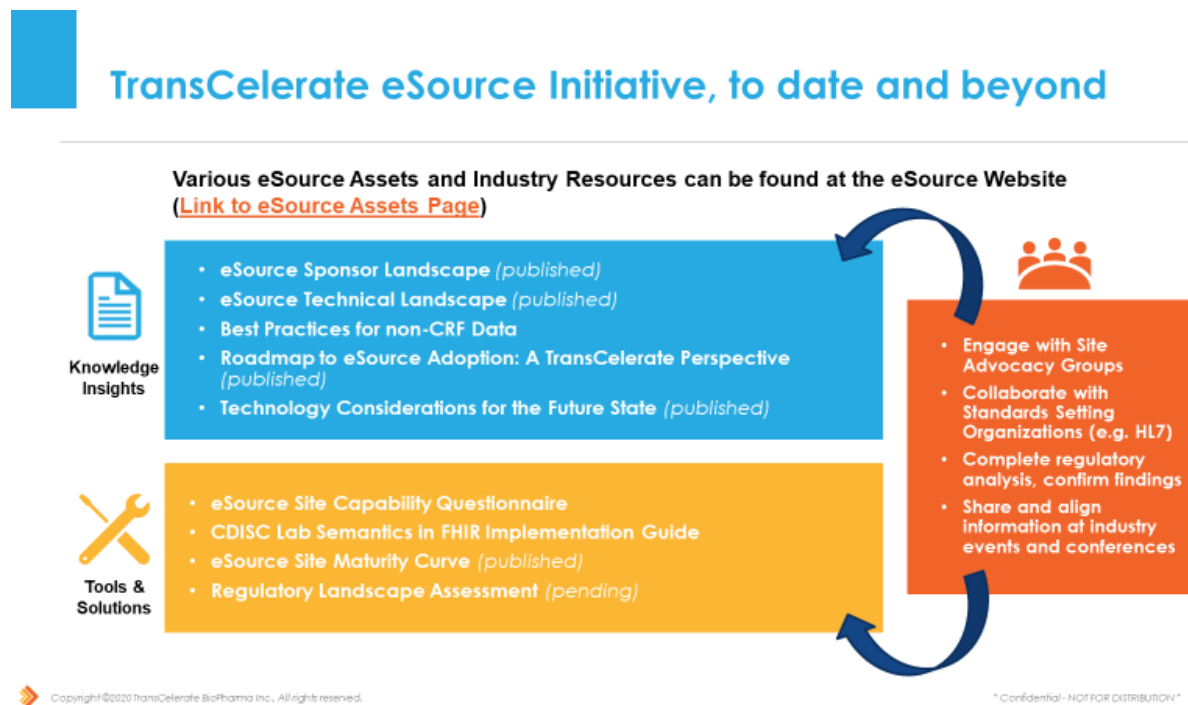 TransCelerate eSource Initiative, to date and beyond
Various eSource Assets and Industry Resources can be found at the eSource Website
(Link to eSource Assets Page)
Knowledge
Insights
• eSource Sponsor Landscape (published)
• eSource Technical Landscape (published)
• Best Practices for non-CRF Data
• Roadmap to eSource Adoption: A TransCelerate Perspective
(published)
• Technology Considerations for the Future State (published)
Tools &
Solutions
• eSource Site Capability Questionnaire
• CDISC Lab Semantics in FHIR Implementation Guide
• eSource Site Maturity Curve (published)
• Regulatory Landscape Assessment (pending)
• Engage with Site
Advocacy Groups
• Collaborate with
Standards Setting
Organizations (e.g. HL7)
• Complete regulatory
analysis, confirm findings
• Share and align
information at industry
events and conferences
Copyright ©2020 TransCelerate BioPharma Inc., All rights reserved.
* Confidential - NOT FOR DISTRIBUTION *